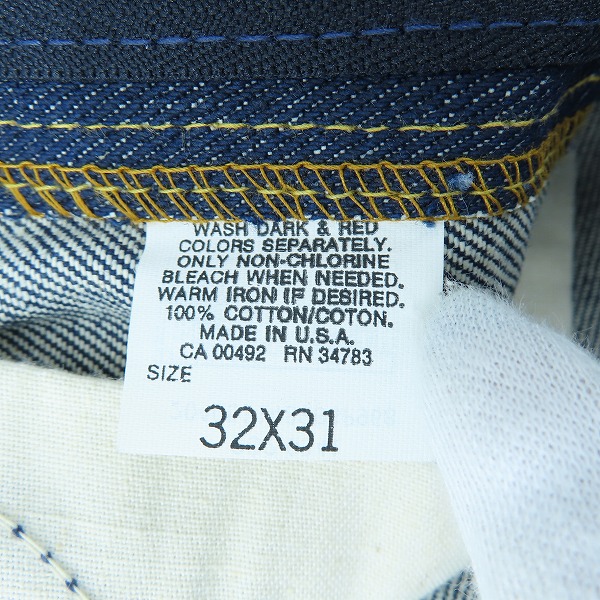 WASH DARK & RED
COLORS SEPARATELY.
ONLY NON-CHLORINE
BLEACH WHEN NEEDED.
WARM IRON IF DESIRED.
100% COTTON/COTON.
MADE IN U.S.A.
CA 00492 RN 34783
SIZE
32X31